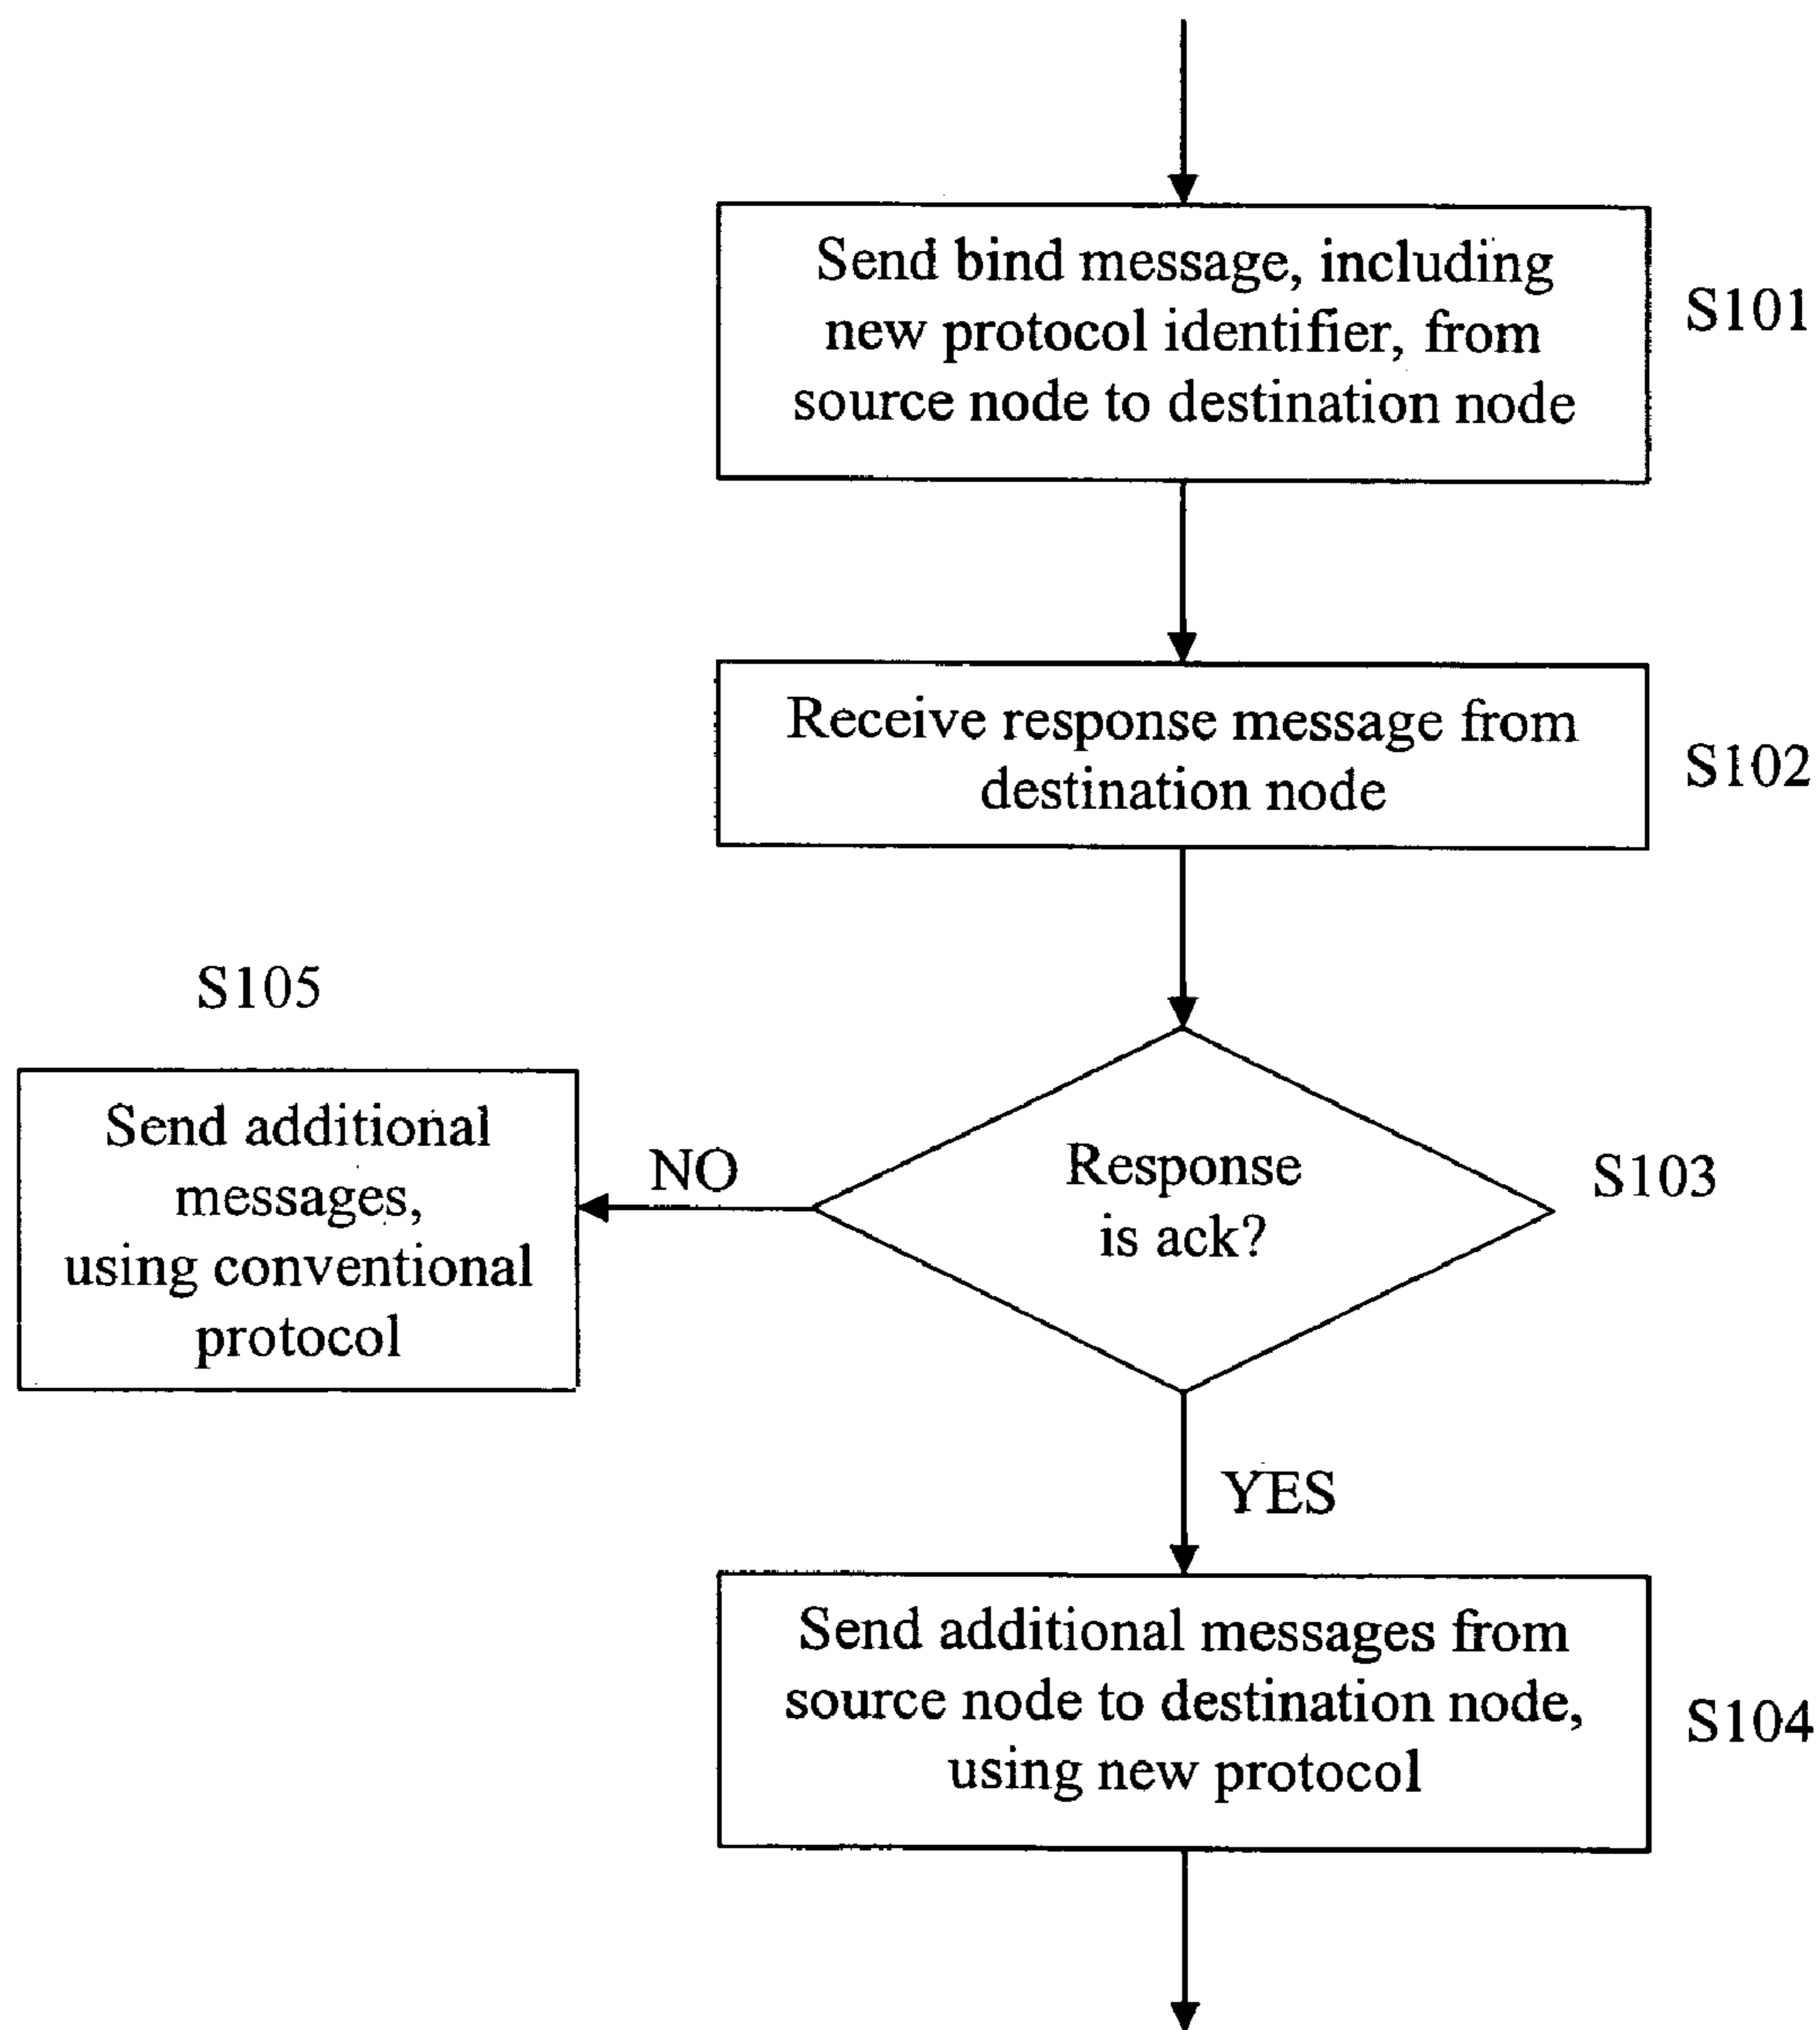 Send bind message, including
new protocol identifier, from
source node to destination node
S101
Receive response message from
destination node
S102
S105
Send additional
messages,
using conventional
protocol
NO
Response
is ack?
S103
YES
Send additional messages from
source node to destination node,
using new protocol
S104